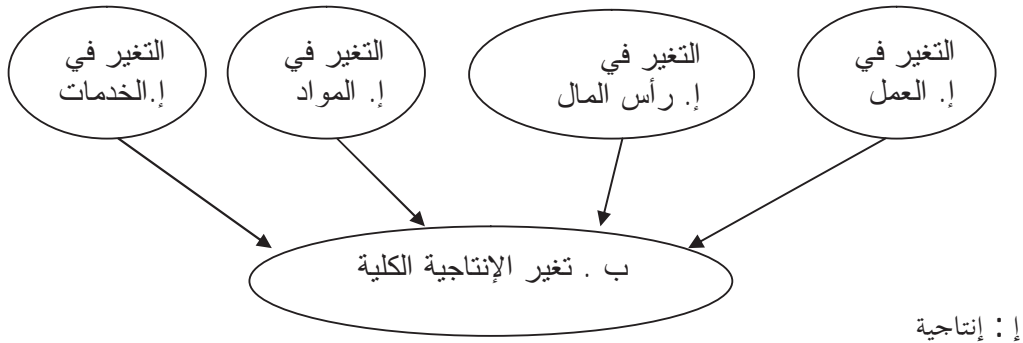 التغير في
إ. العمل
التغير في
إ. رأس المال
التغير في
إ. المواد
التغير في
إ.الخدمات
ب . تغير الإنتاجية الكلية
إ : إنتاجية